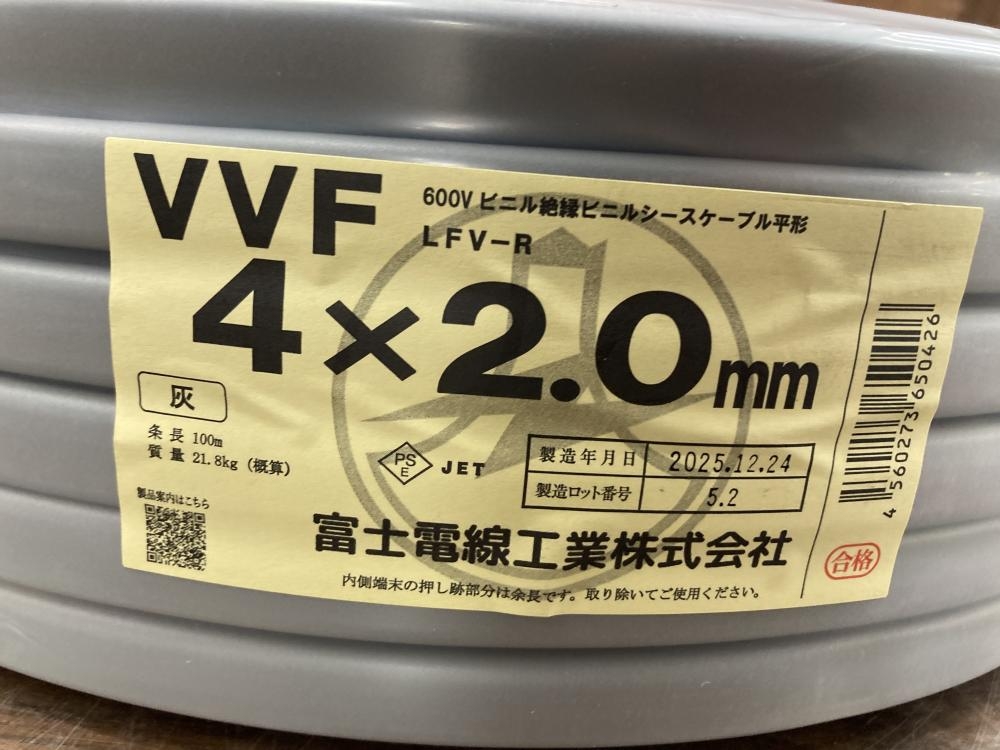 VVF
600V ビニル絶縁ビニルシースケーブル平形
LFV-R
4×2.0mm
灰
条長 100m
質量 21.8kg (概算)
PS
E
JET
製造年月日 2025.12.24
製造ロット番号 5.2
製品案内はこちら
富士電線工業株式会社
内側端末の押し跡部分は余長です。取り除いてご使用ください。
合格
4 560273 650426